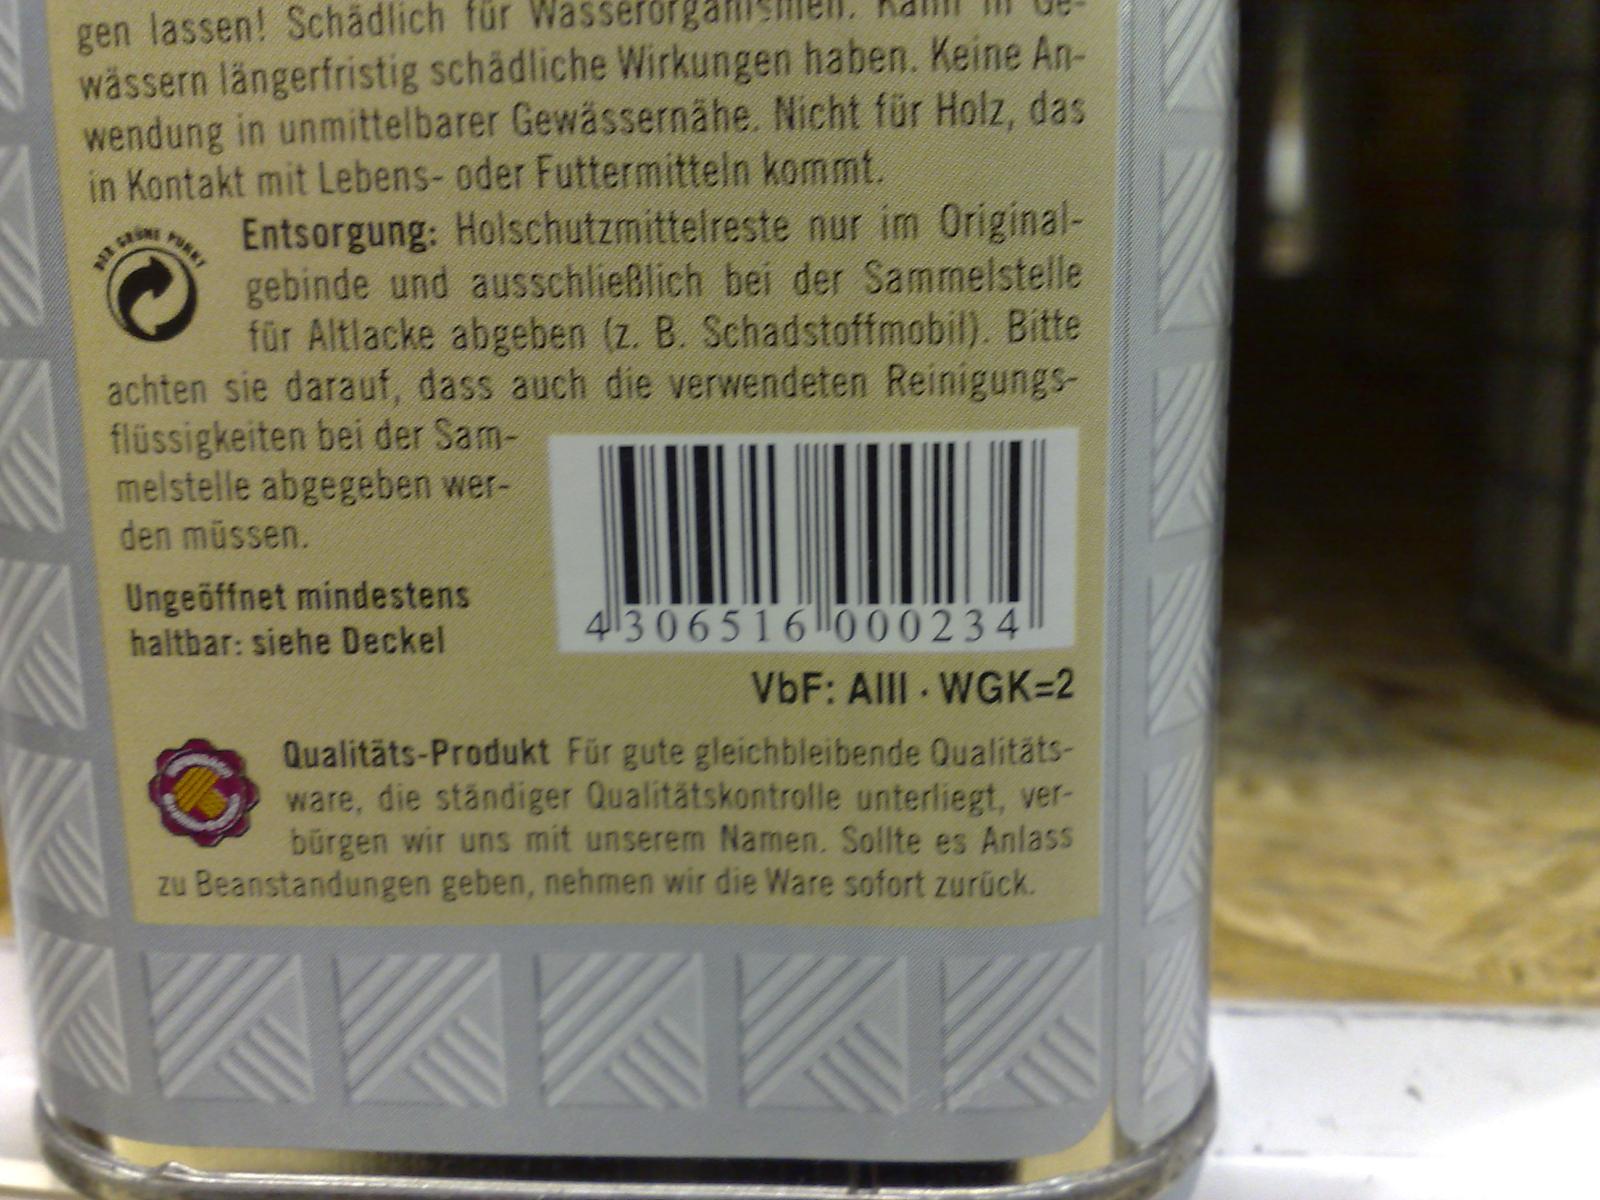 gen lassen! Schädlich für Wasserorganismen. Kann in Ge-
wässern längerfristig schädliche Wirkungen haben. Keine An-
wendung in unmittelbarer Gewässernähe. Nicht für Holz, das
in Kontakt mit Lebens- oder Futtermitteln kommt.
DER GRÜNE PUNKT
Entsorgung: Holschutzmittelreste nur im Original-
gebinde und ausschließlich bei der Sammelstelle
für Altlacke abgeben (z. B. Schadstoffmobil). Bitte
achten sie darauf, dass auch die verwendeten Reinigungs-
flüssigkeiten bei der Sam-
melstelle abgegeben wer-
den müssen.
Ungeöffnet mindestens
haltbar: siehe Deckel
4 306516 000234
VbF: AIII · WGK=2
Qualitäts-Produkt Für gute gleichbleibende Qualitäts-
ware, die ständiger Qualitätskontrolle unterliegt, ver-
bürgen wir uns mit unserem Namen. Sollte es Anlass
zu Beanstandungen geben, nehmen wir die Ware sofort zurück.